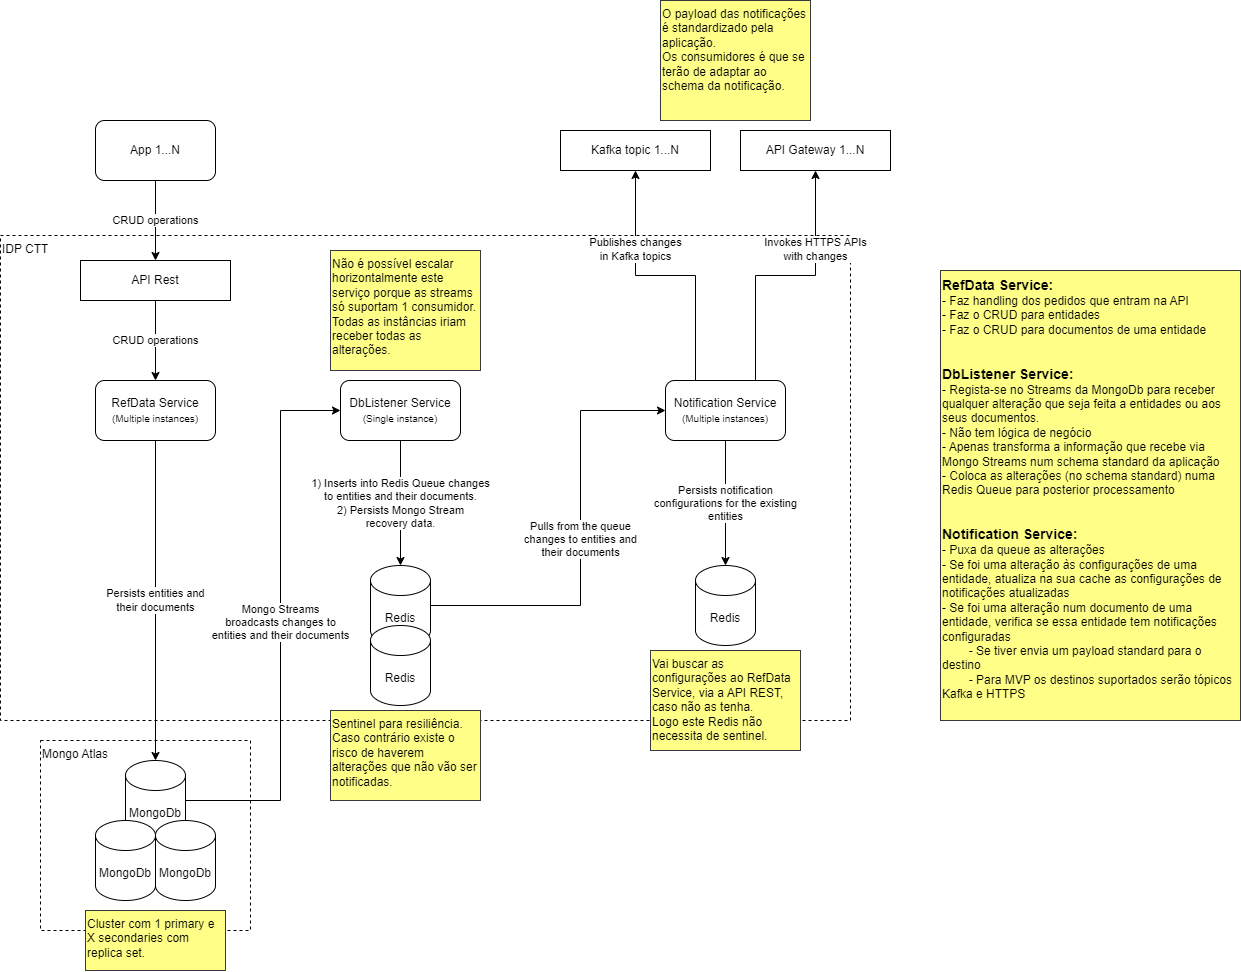 O payload das notificações
é standardizado pela
aplicação.
Os consumidores é que se
terão de adaptar ao
schema da notificação.
App 1...N
Kafka topic 1...N
API Gateway 1...N
CRUD operations
IDP CTT
Publishes changes
in Kafka topics
Invokes HTTPS APIs
with changes
API Rest
Não é possível escalar
horizontalmente este
serviço porque as streams
só suportam 1 consumidor.
Todas as instâncias iriam
receber todas as
alterações.
CRUD operations
RefData Service
(Multiple instances)
DbListener Service
(Single instance)
Notification Service
(Multiple instances)
1) Inserts into Redis Queue changes
to entities and their documents.
2) Persists Mongo Stream
recovery data.
Persists notification
configurations for the existing
entities
Pulls from the queue
changes to entities and
their documents
Persists entities and
their documents
Mongo Streams
broadcasts changes to
entities and their documents
Redis
Redis
Redis
Vai buscar as
configurações ao RefData
Service, via a API REST,
caso não as tenha.
Logo este Redis não
necessita de sentinel.
Sentinel para resiliência.
Caso contrário existe o
risco de haverem
alterações que não vão ser
notificadas.
Mongo Atlas
MongoDb
MongoDb
MongoDb
Cluster com 1 primary e
X secondaries com
replica set.
RefData Service:
- Faz handling dos pedidos que entram na API
- Faz o CRUD para entidades
- Faz o CRUD para documentos de uma entidade
DbListener Service:
- Regista-se no Streams da MongoDb para receber
qualquer alteração que seja feita a entidades ou aos
seus documentos.
- Não tem lógica de negócio
- Apenas transforma a informação que recebe via
Mongo Streams num schema standard da aplicação
- Coloca as alterações (no schema standard) numa
Redis Queue para posterior processamento
Notification Service:
- Puxa da queue as alterações
- Se foi uma alteração às configurações de uma
entidade, atualiza na sua cache as configurações de
notificações atualizadas
- Se foi uma alteração num documento de uma
entidade, verifica se essa entidade tem notificações
configuradas
- Se tiver envia um payload standard para o
destino
- Para MVP os destinos suportados serão tópicos
Kafka e HTTPS